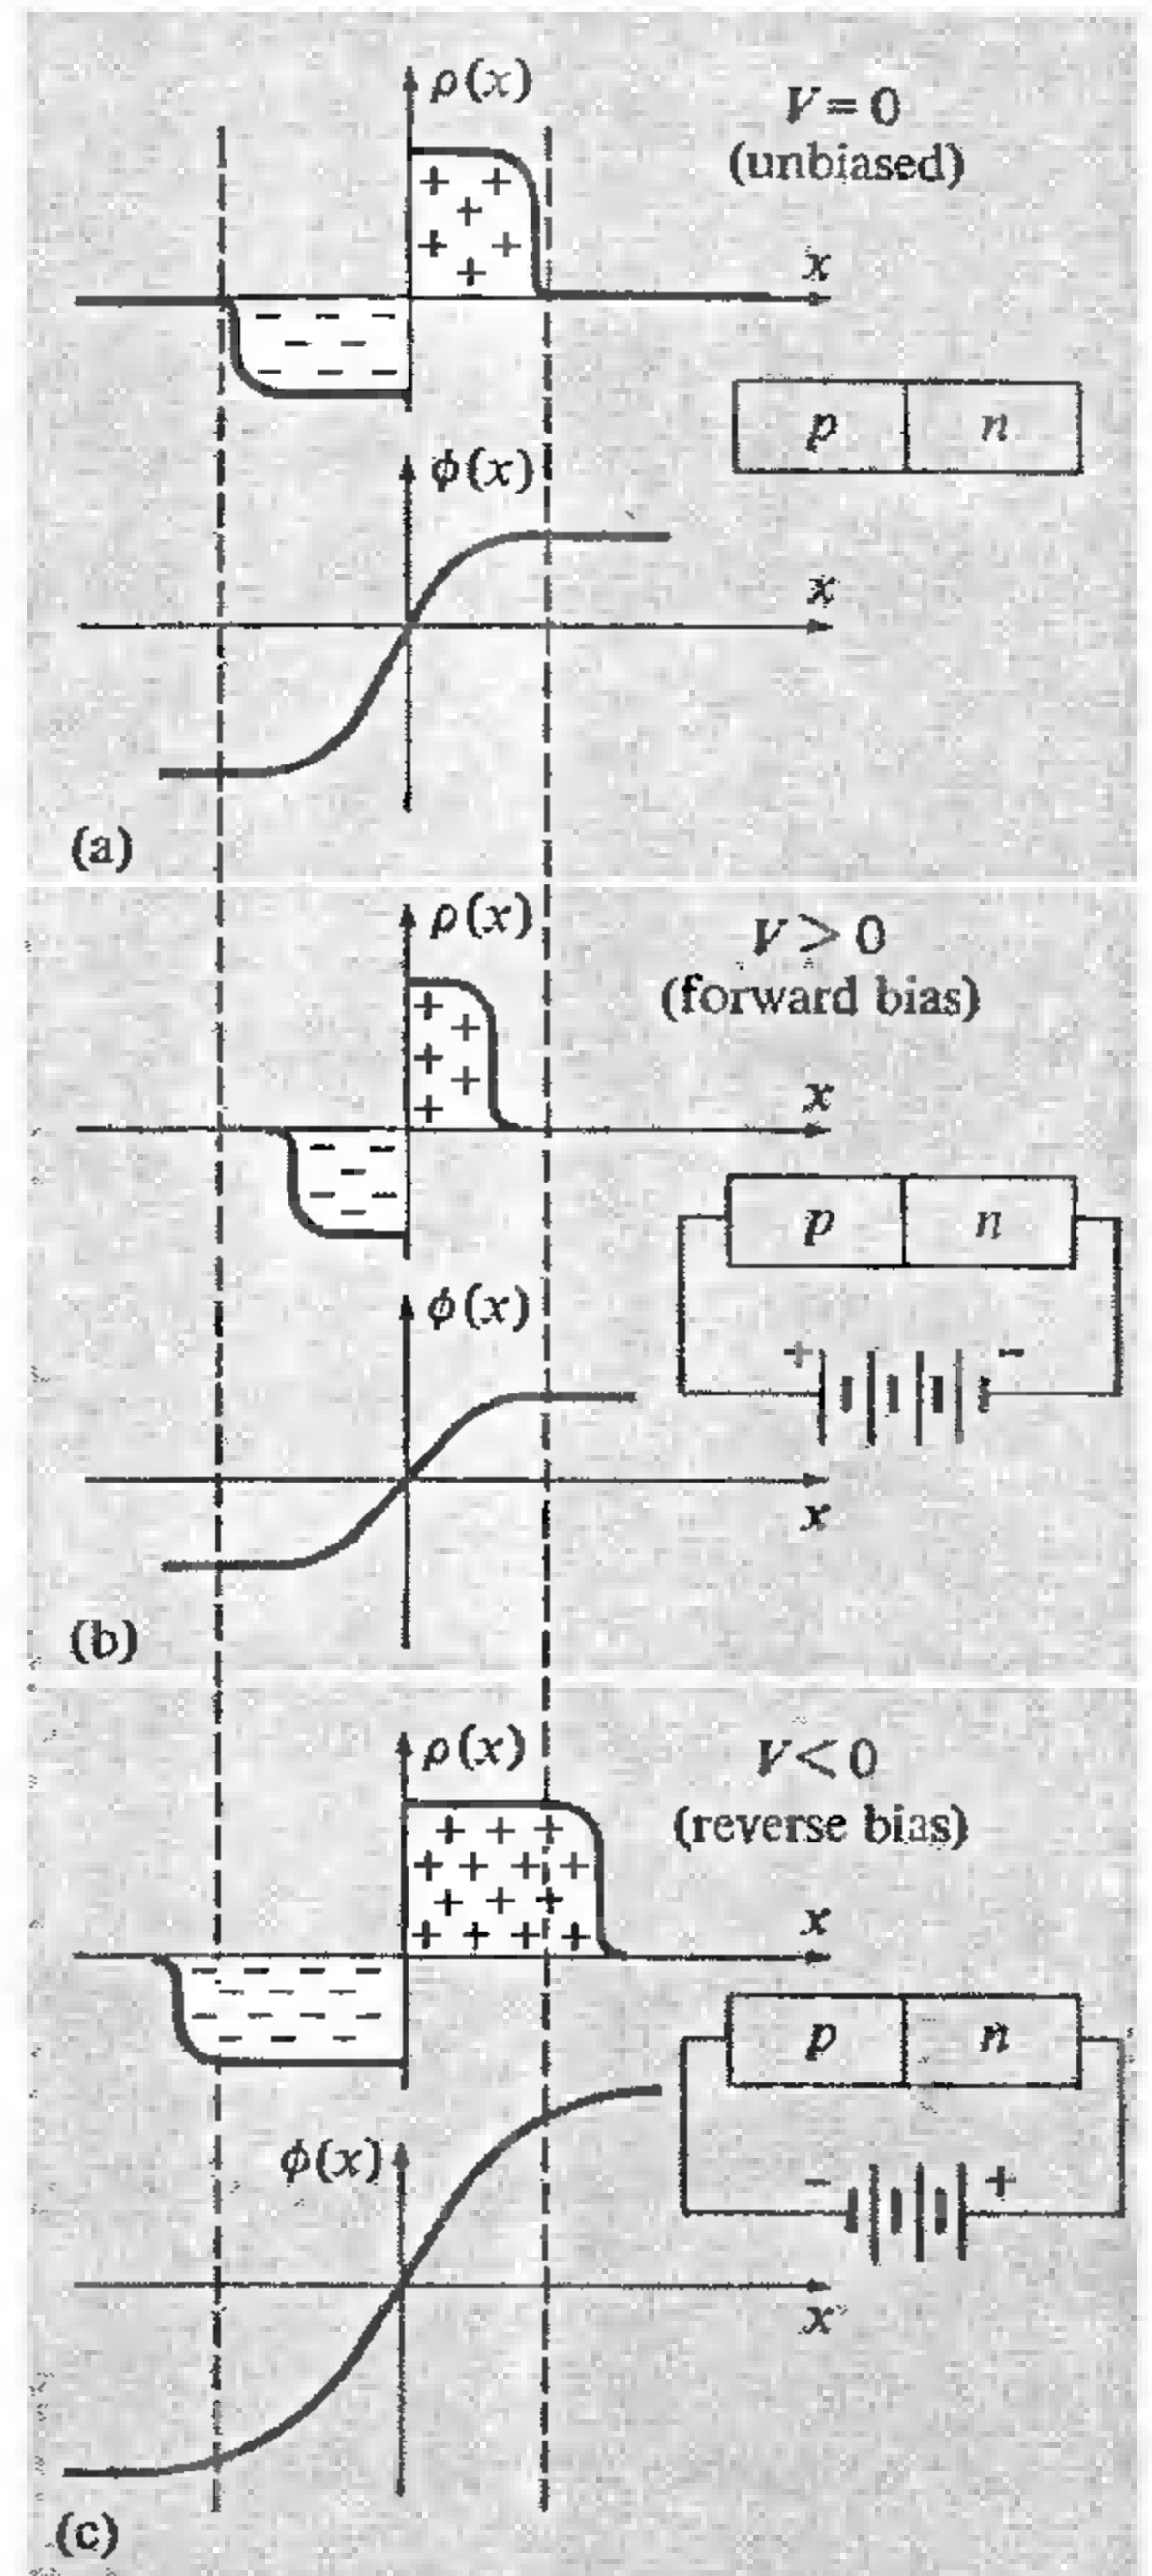 ρ(x)
V = 0
(unbiased)
+ +
+
+ +
+
x
− − −
− −
− − −
p n
ϕ(x)
x
(a)
ρ(x)
V > 0
(forward bias)
+
+
+
+
+
x
− −
−
− −
−
p n
+ −
ϕ(x)
x
(b)
ρ(x)
V < 0
(reverse bias)
+ + +
+ + + +
+ + +
+ + + +
x
− − − −
− − −
− − − −
− − −
p n
− +
ϕ(x)
x
(c)